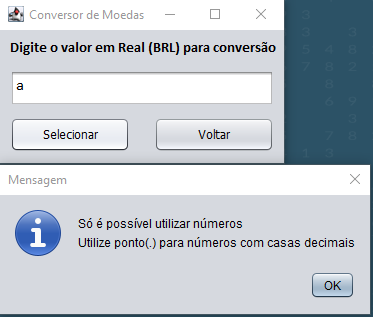 Conversor de Moedas
Digite o valor em Real (BRL) para conversão
a
Selecionar
Voltar
Mensagem
Só é possível utilizar números
Utilize ponto(.) para números com casas decimais
OK